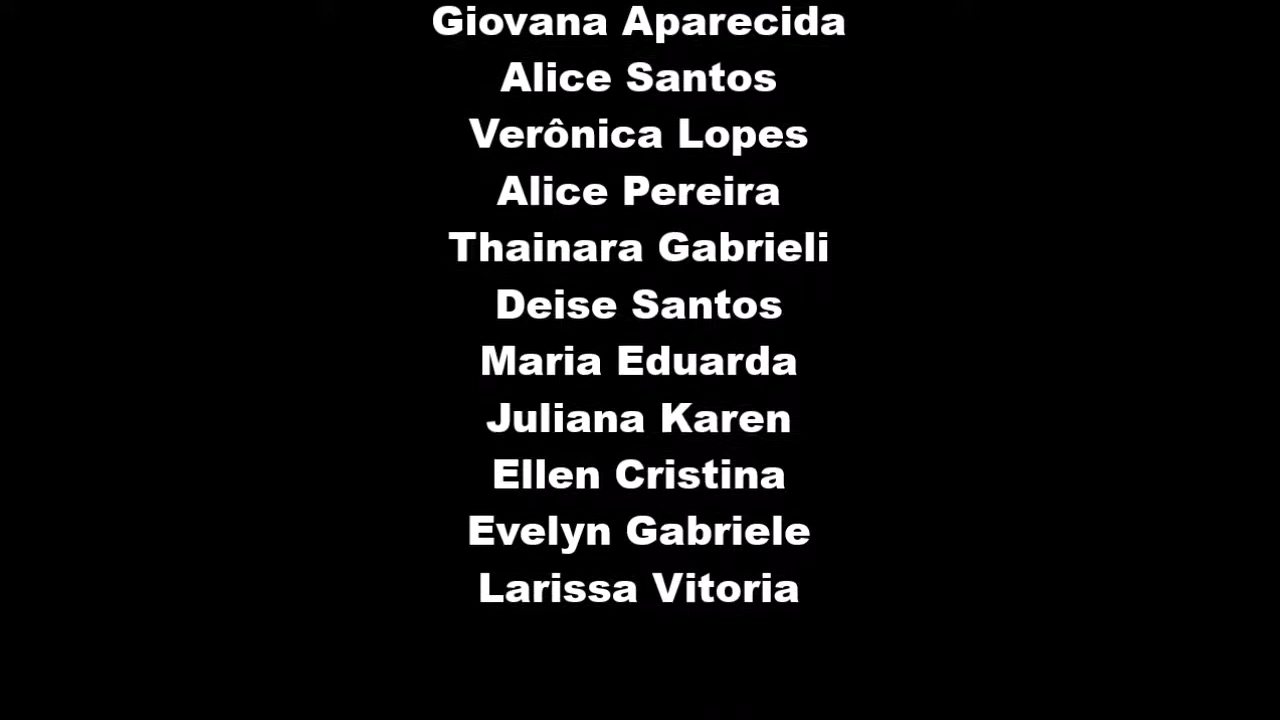 Giovana Aparecida
Alice Santos
Verônica Lopes
Alice Pereira
Thainara Gabrieli
Deise Santos
Maria Eduarda
Juliana Karen
Ellen Cristina
Evelyn Gabriele
Larissa Vitoria